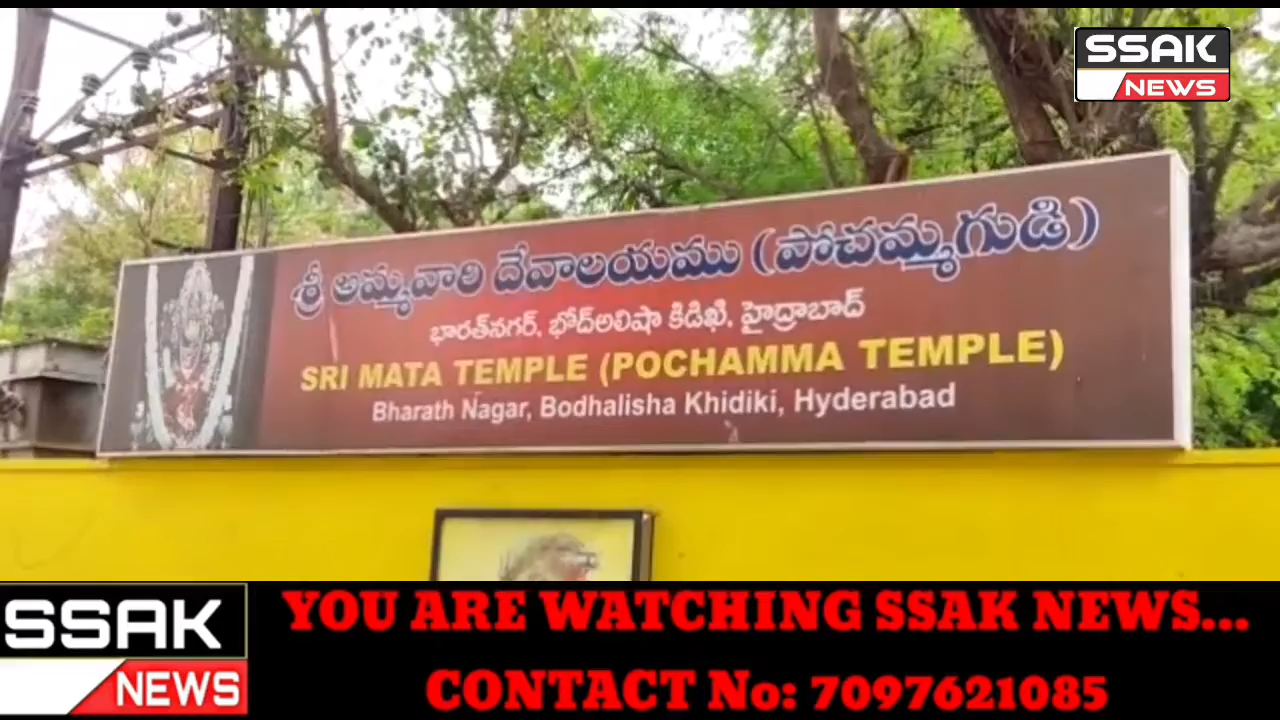 SSAK
NEWS
శ్రీ అమ్మవారి దేవాలయము (పోచమ్మగుడి)
భారత్‌నగర్, భోద్‌అలిషా కిడిఖి, హైద్రాబాద్
SRI MATA TEMPLE (POCHAMMA TEMPLE)
Bharath Nagar, Bodhalisha Khidiki, Hyderabad
SSAK
NEWS
YOU ARE WATCHING SSAK NEWS...
CONTACT No: 7097621085